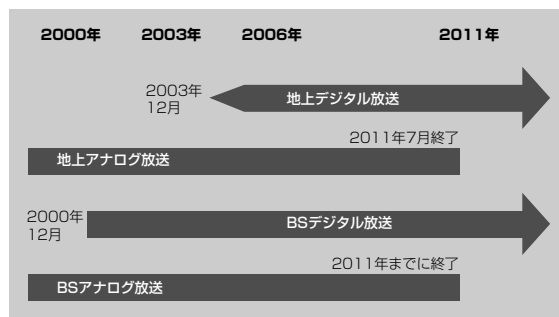 2000年 2003年 2006年 2011年
2003年
12月
地上デジタル放送
2011年7月終了
地上アナログ放送
2000年
12月
BSデジタル放送
2011年までに終了
BSアナログ放送